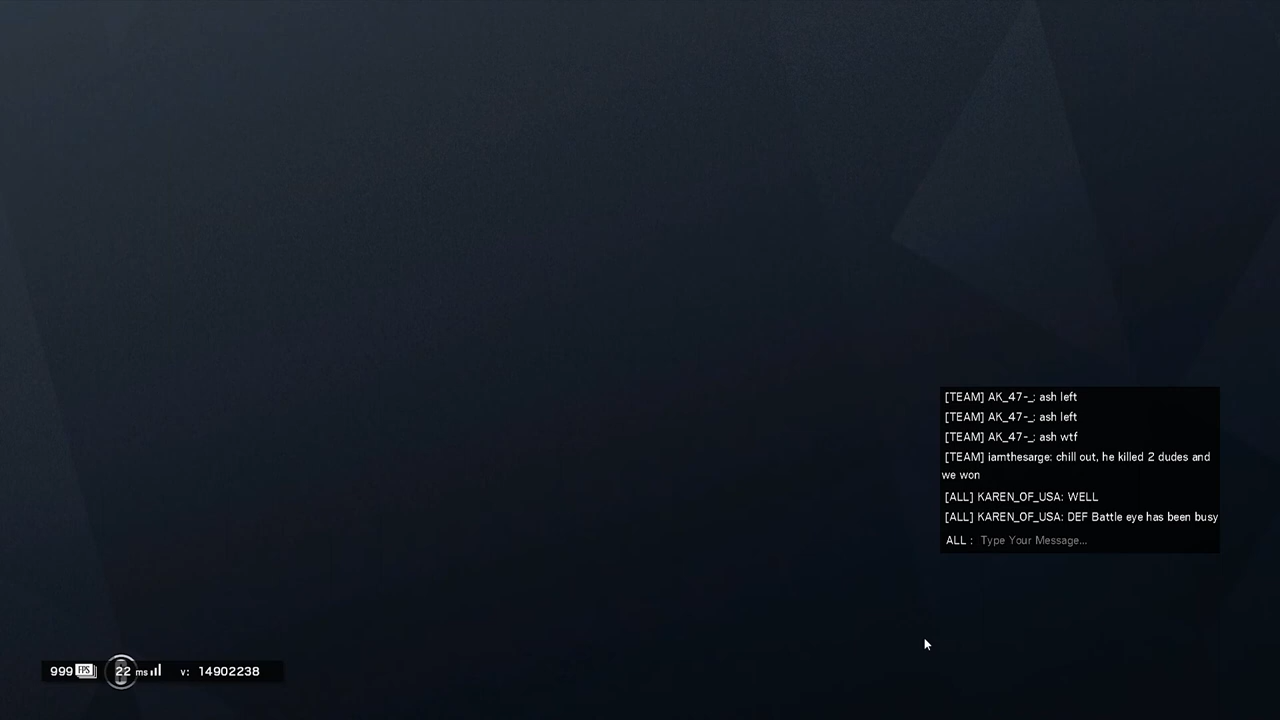 [TEAM] AK_47-_: ash left
[TEAM] AK_47-_: ash left
[TEAM] AK_47-_: ash wtf
[TEAM] iamthesarge: chill out, he killed 2 dudes and
we won
[ALL] KAREN_OF_USA: WELL
[ALL] KAREN_OF_USA: DEF Battle eye has been busy
ALL : Type Your Message...
999 FPS 22 ms v: 14902238